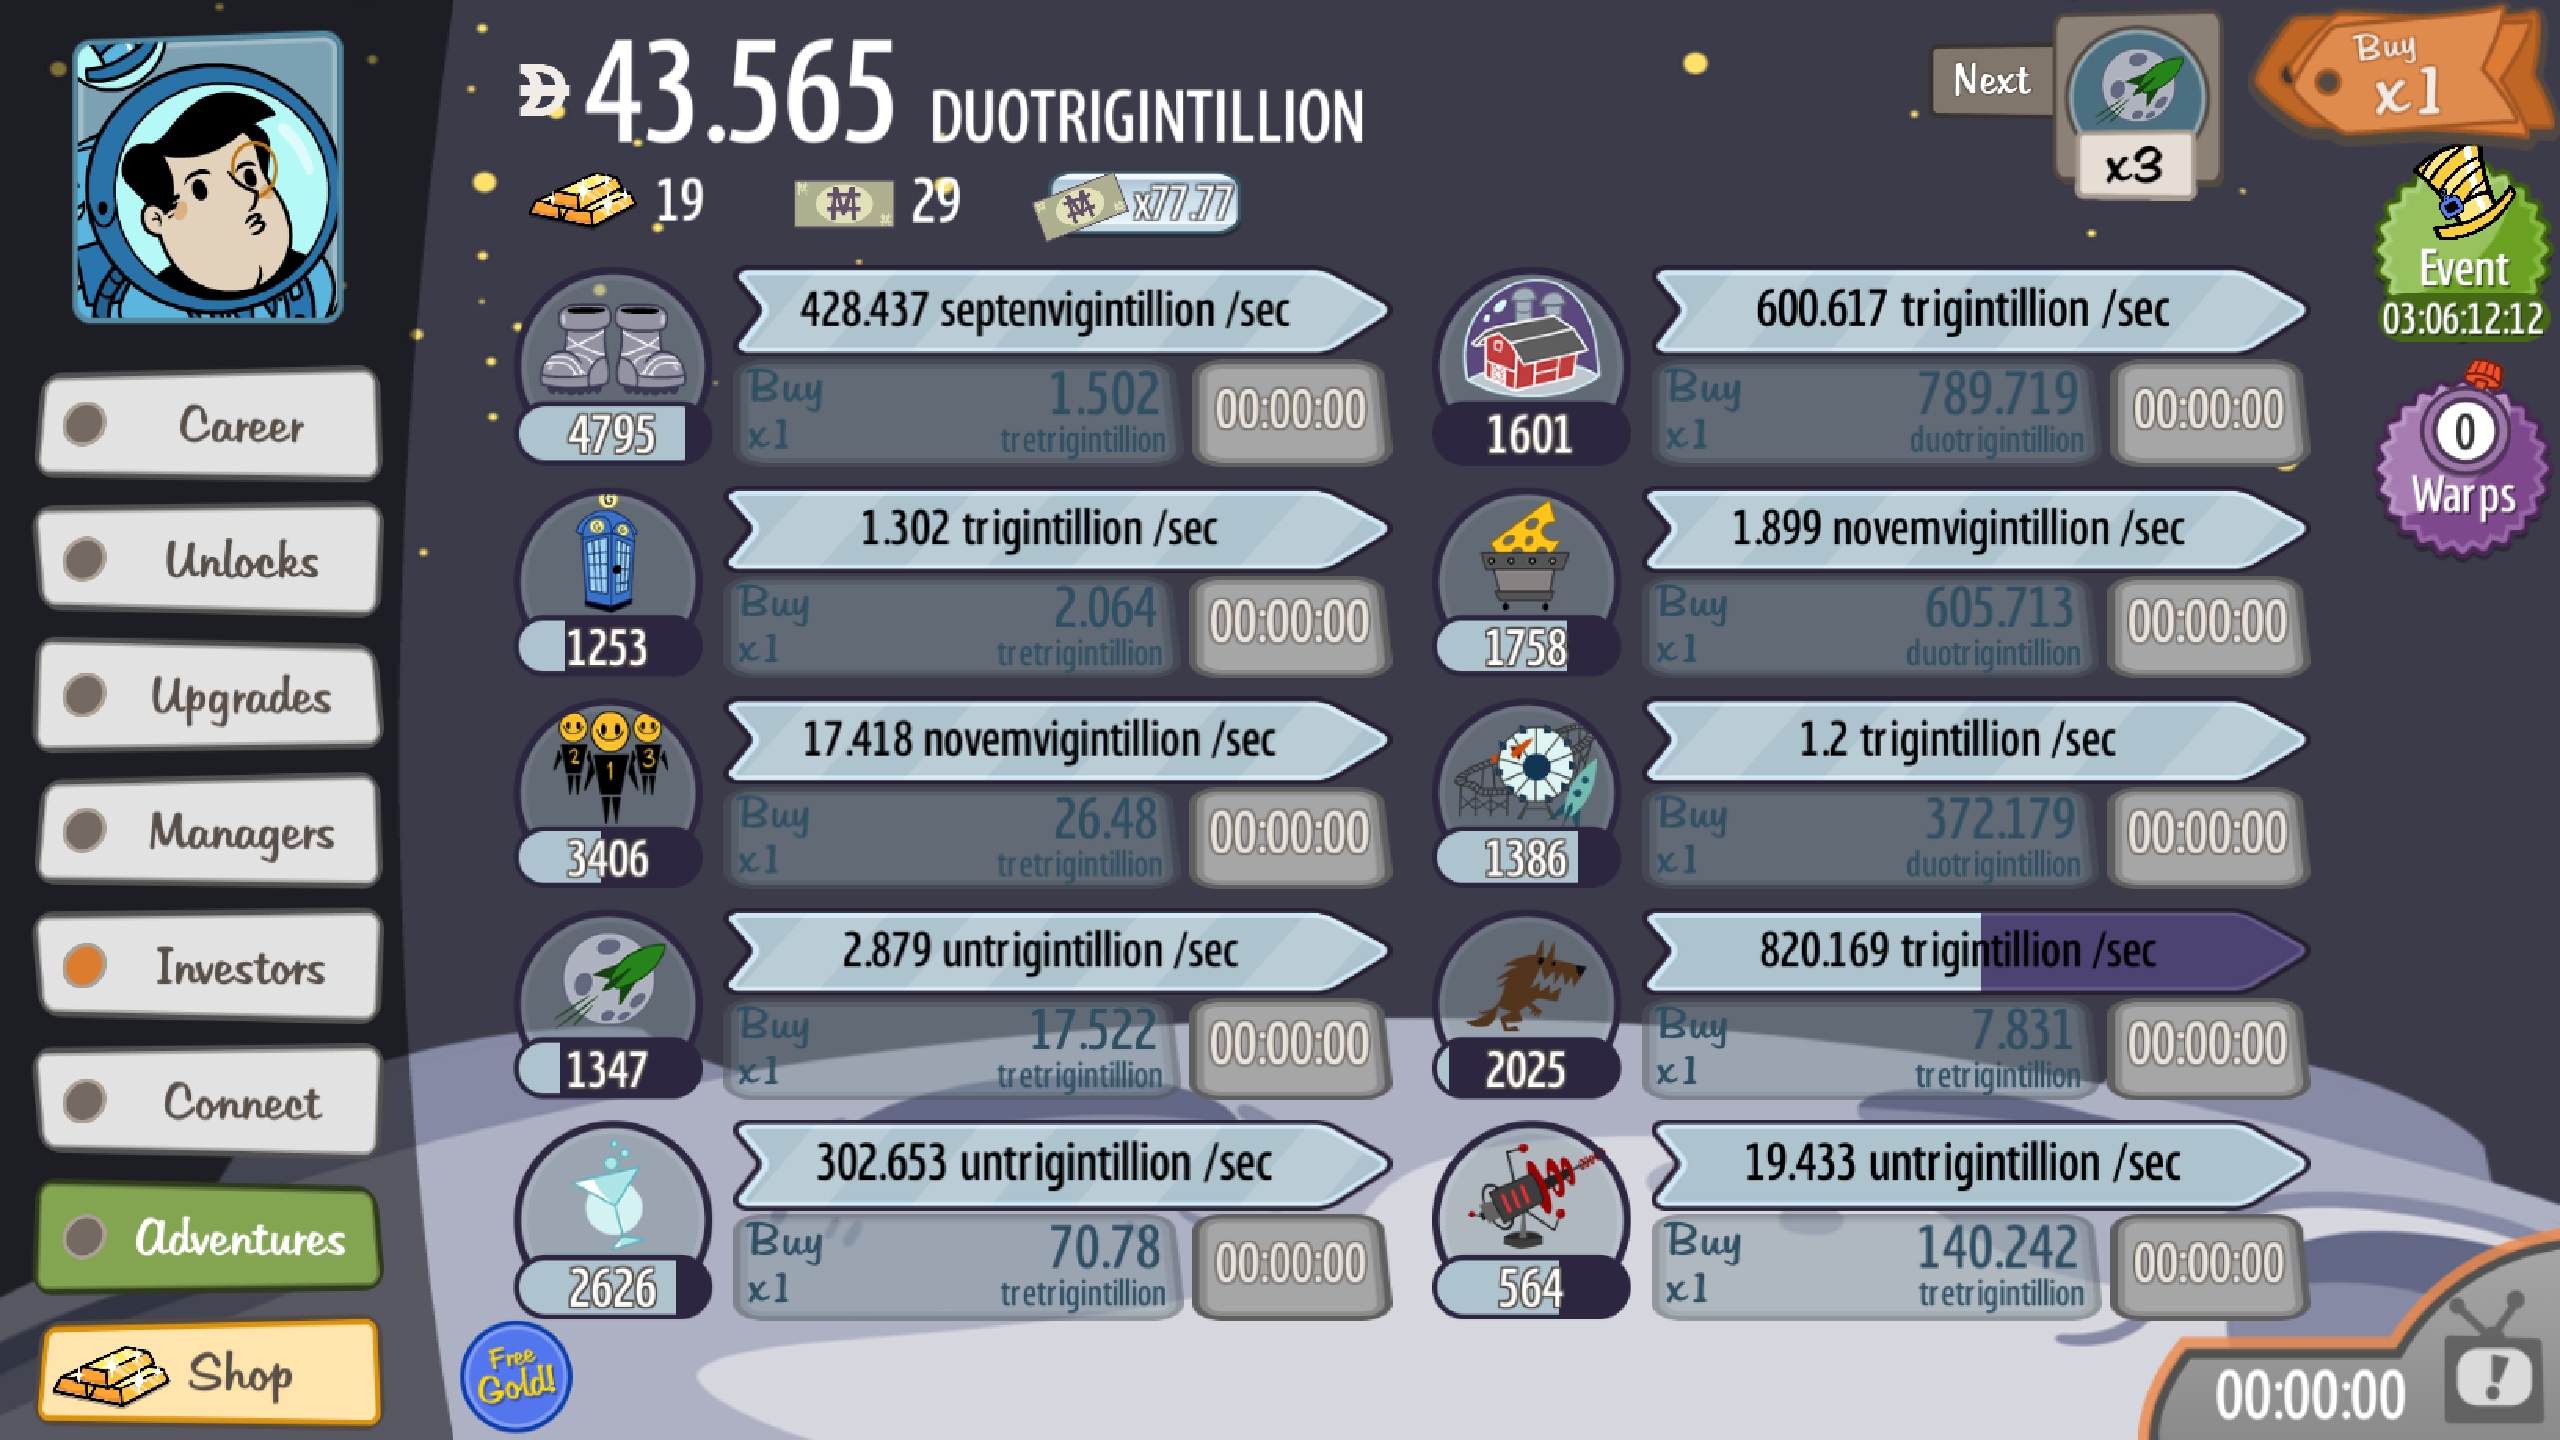 43.565 DUOTRIGINTILLION
19
29
x77.77
Next
x3
Buy
x1
Event
03:06:12:12
0
Warps
Career
Unlocks
Upgrades
Managers
Investors
Connect
Adventures
Shop
428.437 septenvigintillion /sec
4795
Buy
x1
1.502
tretrigintillion
00:00:00
600.617 trigintillion /sec
1601
Buy
x1
789.719
duotrigintillion
00:00:00
G
1.302 trigintillion /sec
1253
Buy
x1
2.064
tretrigintillion
00:00:00
1.899 novemvigintillion /sec
1758
Buy
x1
605.713
duotrigintillion
00:00:00
2 1 3
17.418 novemvigintillion /sec
3406
Buy
x1
26.48
tretrigintillion
00:00:00
1.2 trigintillion /sec
1386
Buy
x1
372.179
duotrigintillion
00:00:00
2.879 untrigintillion /sec
1347
Buy
x1
17.522
tretrigintillion
00:00:00
820.169 trigintillion /sec
2025
Buy
x1
7.831
tretrigintillion
00:00:00
302.653 untrigintillion /sec
2626
Buy
x1
70.78
tretrigintillion
00:00:00
19.433 untrigintillion /sec
564
Buy
x1
140.242
tretrigintillion
00:00:00
Free
Gold!
00:00:00
!